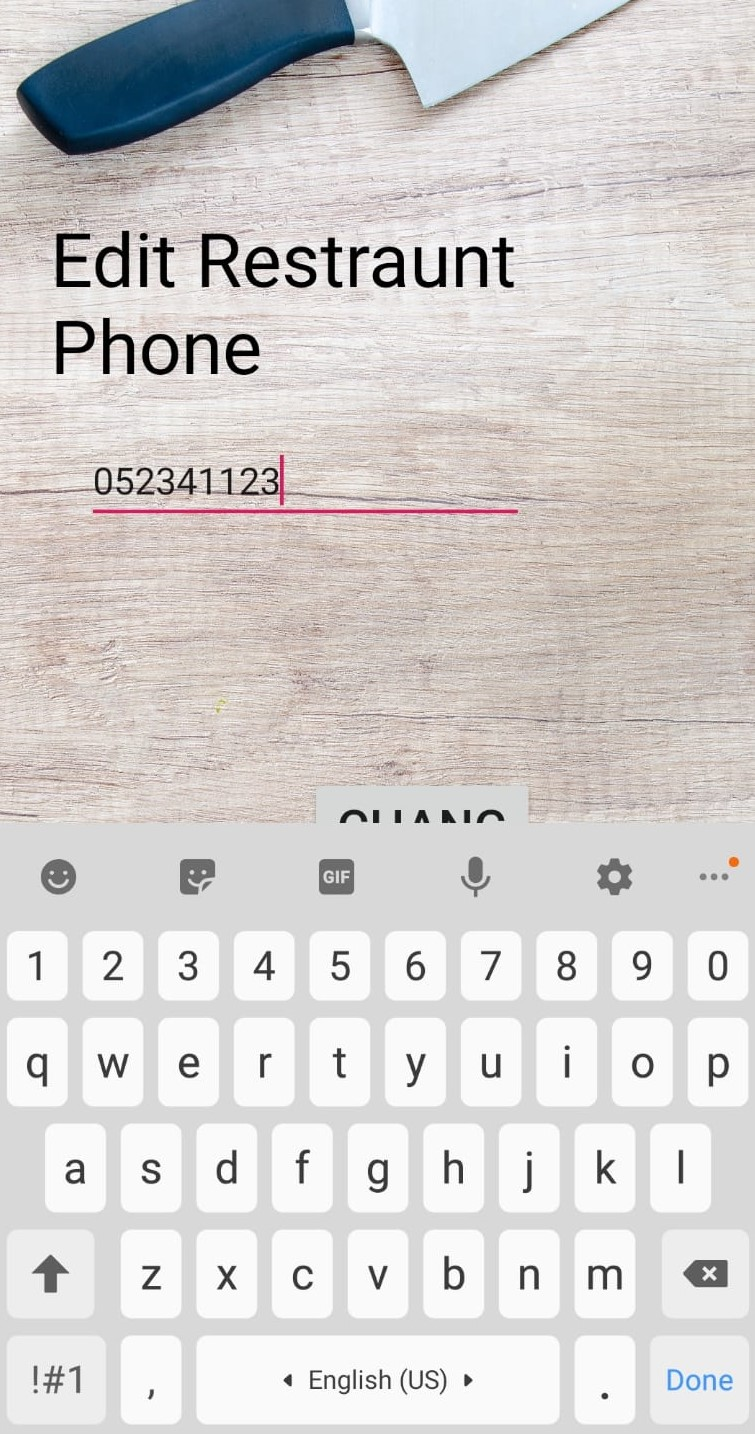 Edit Restraunt
Phone
052341123
GIF
1 2 3 4 5 6 7 8 9 0
q w e r t y u i o p
a s d f g h j k l
z x c v b n m
!#1 , English (US) . Done